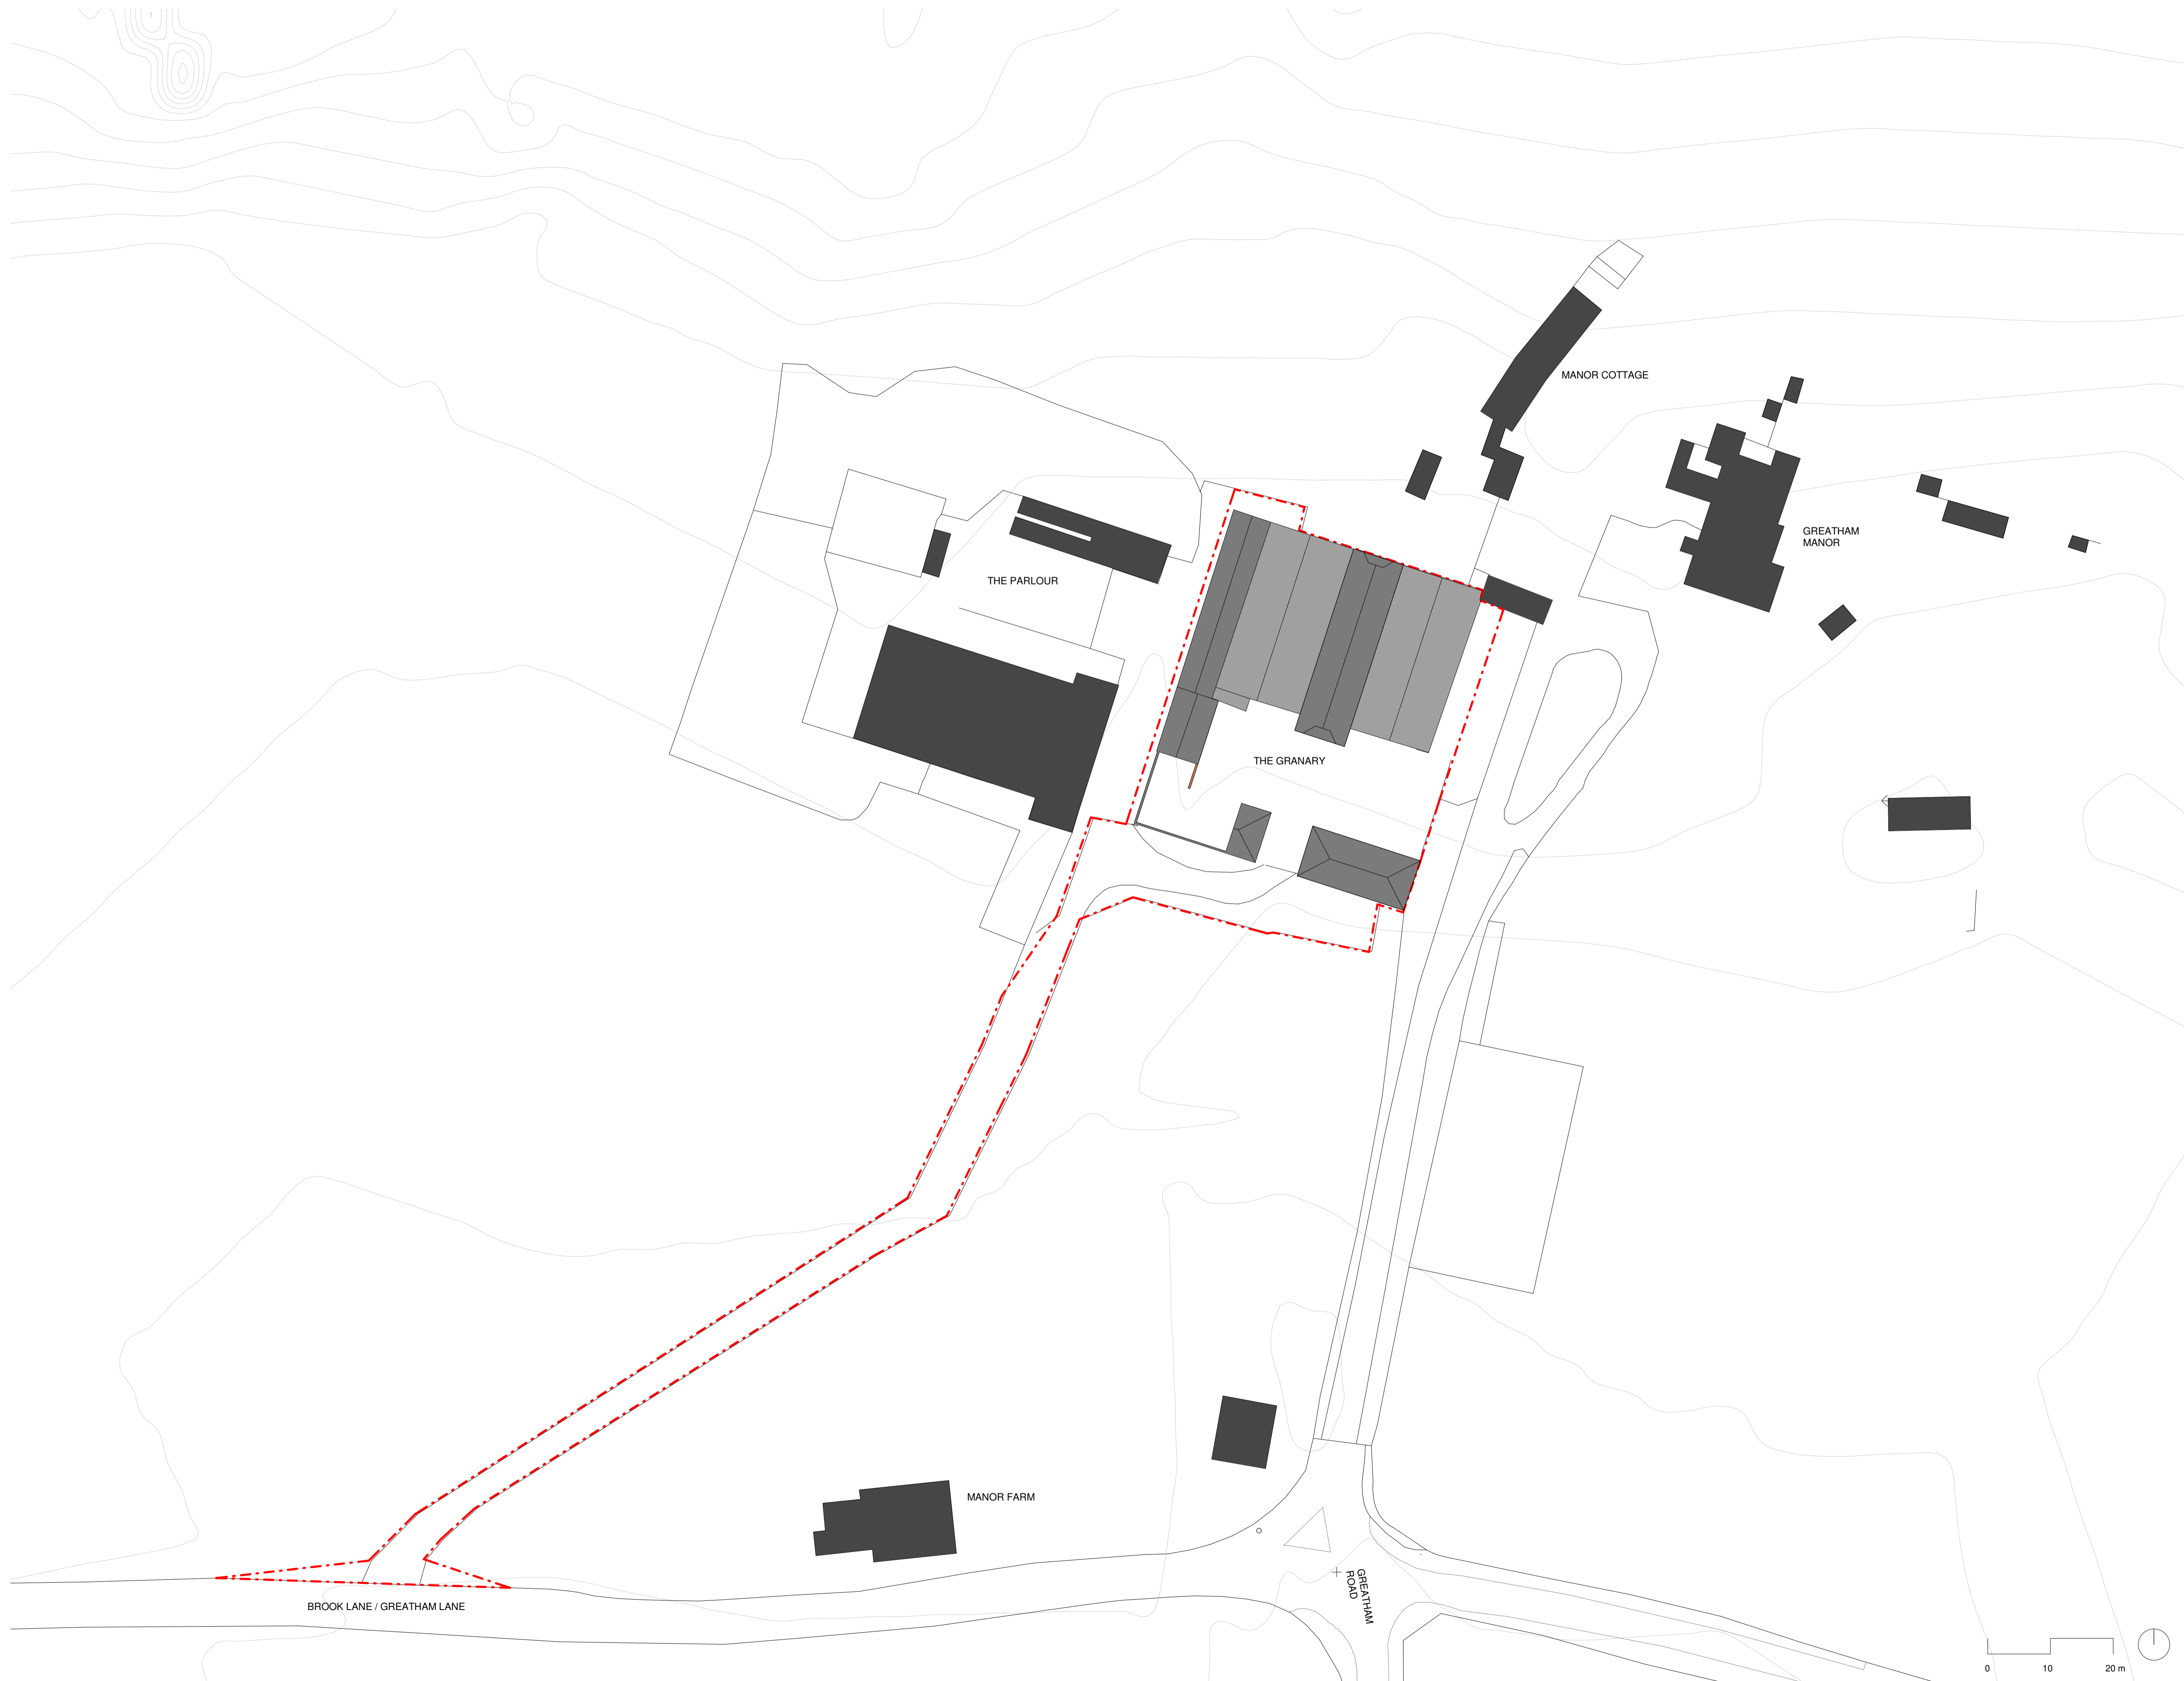 MANOR COTTAGE
GREATHAM
MANOR
THE PARLOUR
THE GRANARY
MANOR FARM
BROOK LANE / GREATHAM LANE
GREATHAM
ROAD
0 10 20 m